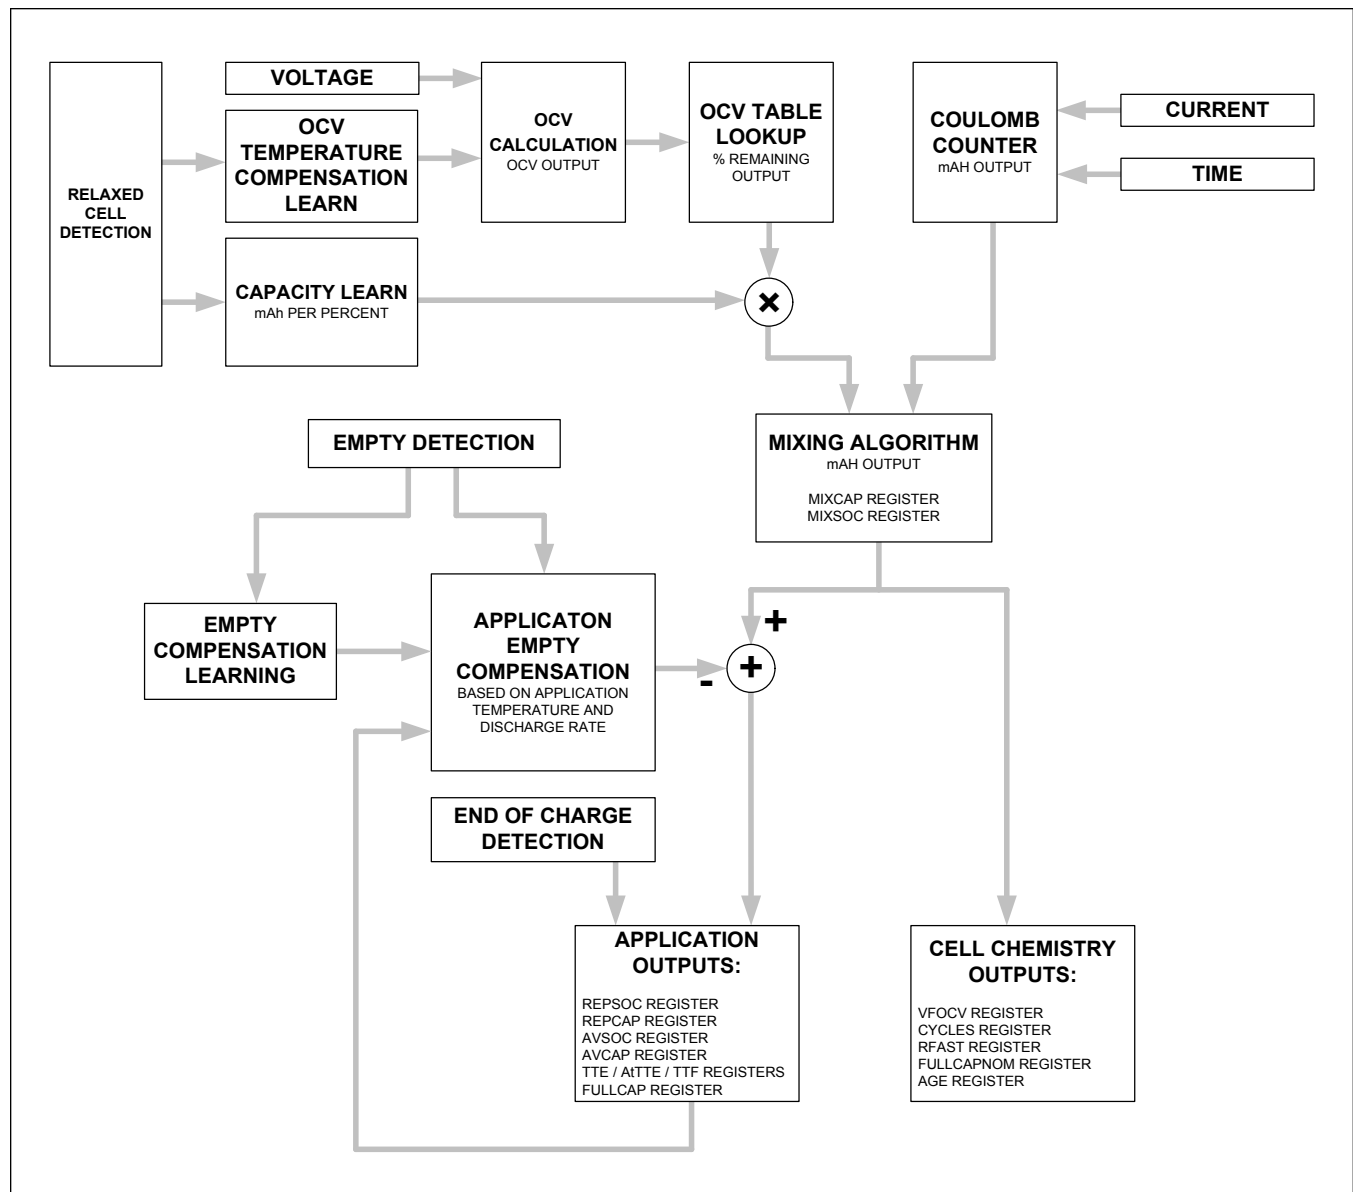 RELAXED
CELL
DETECTION
VOLTAGE
OCV
TEMPERATURE
COMPENSATION
LEARN
CAPACITY LEARN
mAh PER PERCENT
OCV
CALCULATION
OCV OUTPUT
OCV TABLE
LOOKUP
% REMAINING
OUTPUT
COULOMB
COUNTER
mAH OUTPUT
CURRENT
TIME
×
MIXING ALGORITHM
mAH OUTPUT
MIXCAP REGISTER
MIXSOC REGISTER
EMPTY DETECTION
EMPTY
COMPENSATION
LEARNING
APPLICATON
EMPTY
COMPENSATION
BASED ON APPLICATION
TEMPERATURE AND
DISCHARGE RATE
+
+
-
END OF CHARGE
DETECTION
APPLICATION
OUTPUTS:
REPSOC REGISTER
REPCAP REGISTER
AVSOC REGISTER
AVCAP REGISTER
TTE / AtTTE / TTF REGISTERS
FULLCAP REGISTER
CELL CHEMISTRY
OUTPUTS:
VFOCV REGISTER
CYCLES REGISTER
RFAST REGISTER
FULLCAPNOM REGISTER
AGE REGISTER